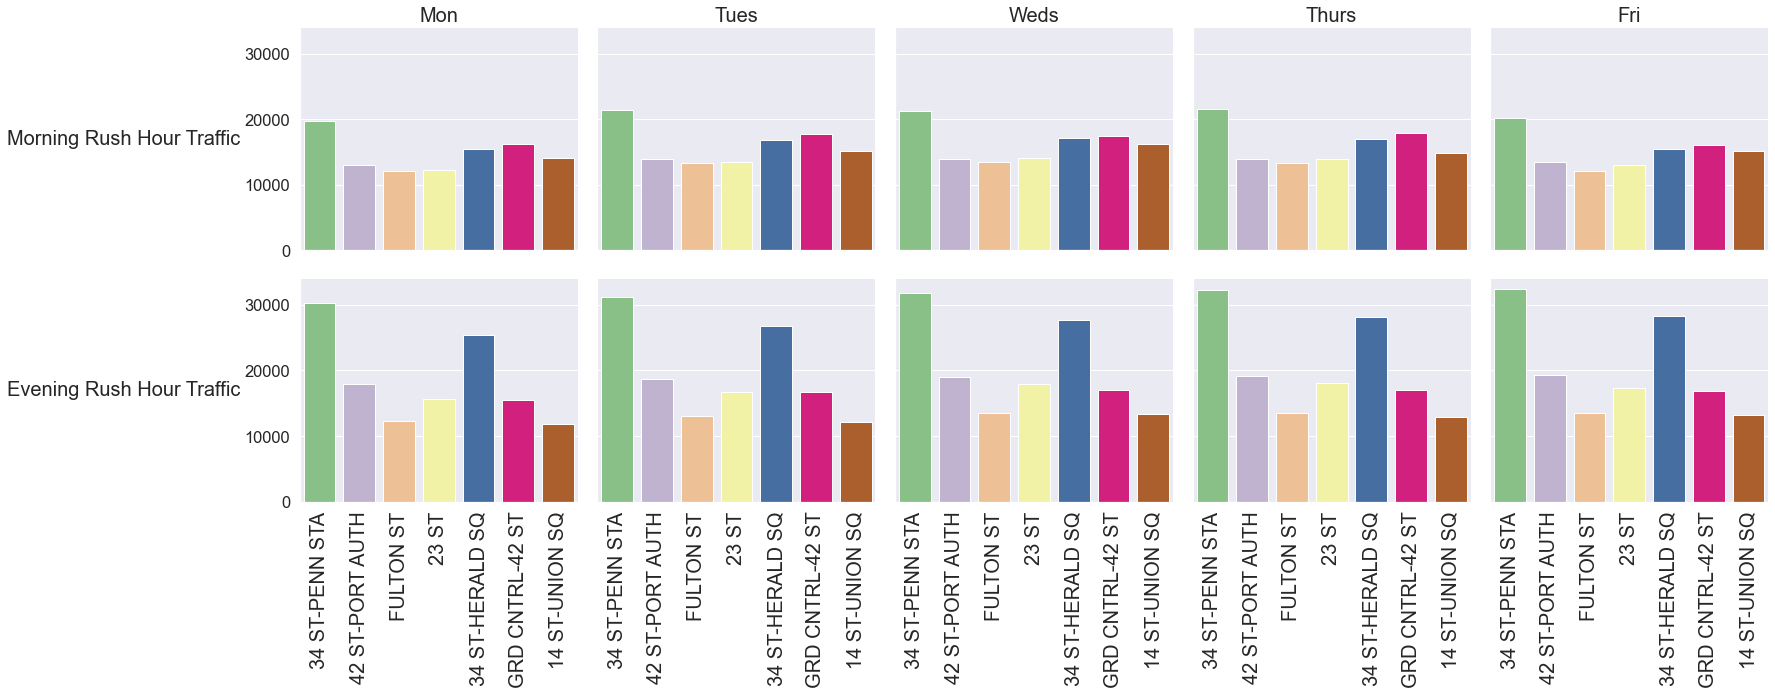 Mon Tues Weds Thurs Fri
30000
20000
Morning Rush Hour Traffic
10000
0
30000
20000
Evening Rush Hour Traffic
10000
0
34 ST-PENN STA
42 ST-PORT AUTH
FULTON ST
23 ST
34 ST-HERALD SQ
GRD CNTRL-42 ST
14 ST-UNION SQ
34 ST-PENN STA
42 ST-PORT AUTH
FULTON ST
23 ST
34 ST-HERALD SQ
GRD CNTRL-42 ST
14 ST-UNION SQ
34 ST-PENN STA
42 ST-PORT AUTH
FULTON ST
23 ST
34 ST-HERALD SQ
GRD CNTRL-42 ST
14 ST-UNION SQ
34 ST-PENN STA
42 ST-PORT AUTH
FULTON ST
23 ST
34 ST-HERALD SQ
GRD CNTRL-42 ST
14 ST-UNION SQ
34 ST-PENN STA
42 ST-PORT AUTH
FULTON ST
23 ST
34 ST-HERALD SQ
GRD CNTRL-42 ST
14 ST-UNION SQ